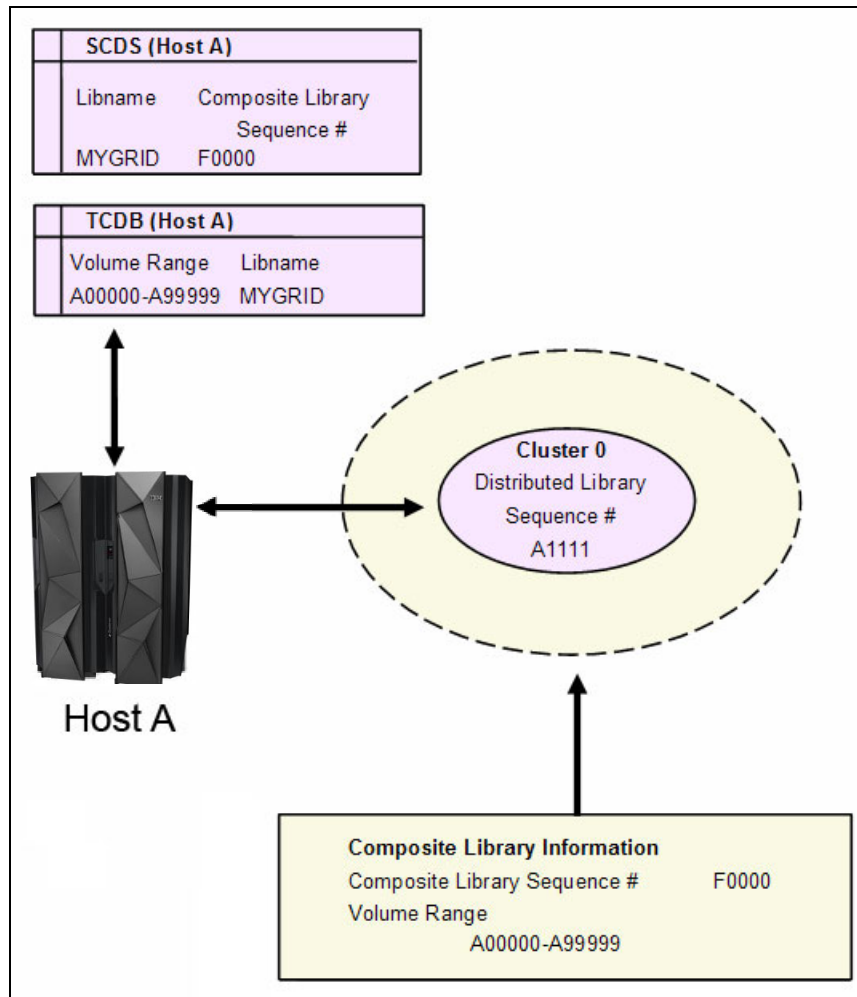 SCDS (Host A)
Libname Composite Library
Sequence #
MYGRID F0000
TCDB (Host A)
Volume Range Libname
A00000-A99999 MYGRID
Cluster 0
Distributed Library
Sequence #
A1111
Host A
Composite Library Information
Composite Library Sequence # F0000
Volume Range
A00000-A99999